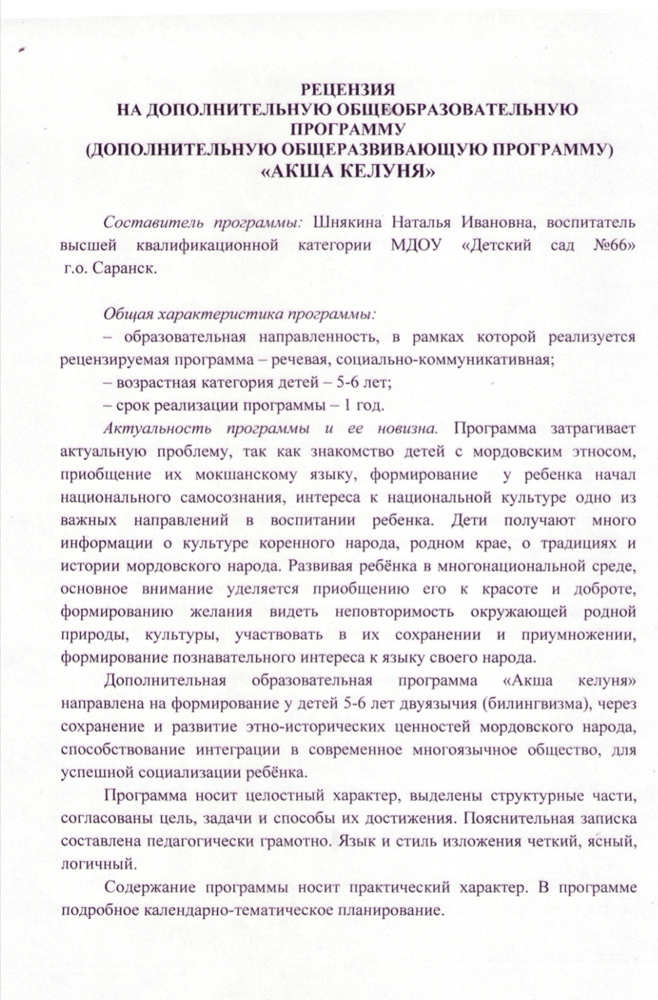 РЕЦЕНЗИЯ
НА ДОПОЛНИТЕЛЬНУЮ ОБЩЕОБРАЗОВАТЕЛЬНУЮ
ПРОГРАММУ
(ДОПОЛНИТЕЛЬНУЮ ОБЩЕРАЗВИВАЮЩУЮ ПРОГРАММУ)
«АКША КЕЛУНЯ»
Составитель программы: Шнякина Наталья Ивановна, воспитатель
высшей квалификационной категории МДОУ «Детский сад №66»
г.о. Саранск.
Общая характеристика программы:
– образовательная направленность, в рамках которой реализуется
рецензируемая программа – речевая, социально-коммуникативная;
– возрастная категория детей – 5-6 лет;
– срок реализации программы – 1 год.
Актуальность программы и ее новизна. Программа затрагивает
актуальную проблему, так как знакомство детей с мордовским этносом,
приобщение их мокшанскому языку, формирование у ребенка начал
национального самосознания, интереса к национальной культуре одно из
важных направлений в воспитании ребенка. Дети получают много
информации о культуре коренного народа, родном крае, о традициях и
истории мордовского народа. Развивая ребёнка в многонациональной среде,
основное внимание уделяется приобщению его к красоте и доброте,
формированию желания видеть неповторимость окружающей родной
природы, культуры, участвовать в их сохранении и приумножении,
формирование познавательного интереса к языку своего народа.
Дополнительная образовательная программа «Акша келуня»
направлена на формирование у детей 5-6 лет двуязычия (билингвизма), через
сохранение и развитие этно-исторических ценностей мордовского народа,
способствование интеграции в современное многоязычное общество, для
успешной социализации ребёнка.
Программа носит целостный характер, выделены структурные части,
согласованы цель, задачи и способы их достижения. Пояснительная записка
составлена педагогически грамотно. Язык и стиль изложения четкий, ясный,
логичный.
Содержание программы носит практический характер. В программе
подробное календарно-тематическое планирование.